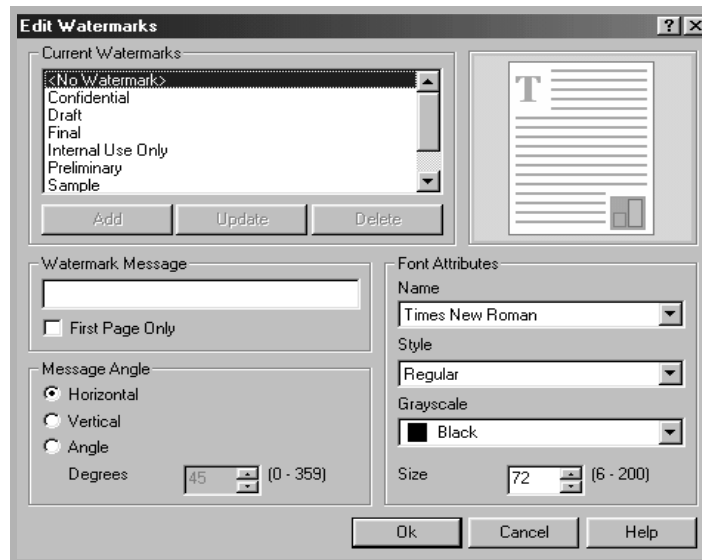 Edit Watermarks
Current Watermarks
<No Watermark>
Confidential
Draft
Final
Internal Use Only
Preliminary
Sample
Add Update Delete
T
Watermark Message
First Page Only
Message Angle
Horizontal
Vertical
Angle
Degrees 45 (0 - 359)
Font Attributes
Name
Times New Roman
Style
Regular
Grayscale
Black
Size 72 (6 - 200)
Ok Cancel Help